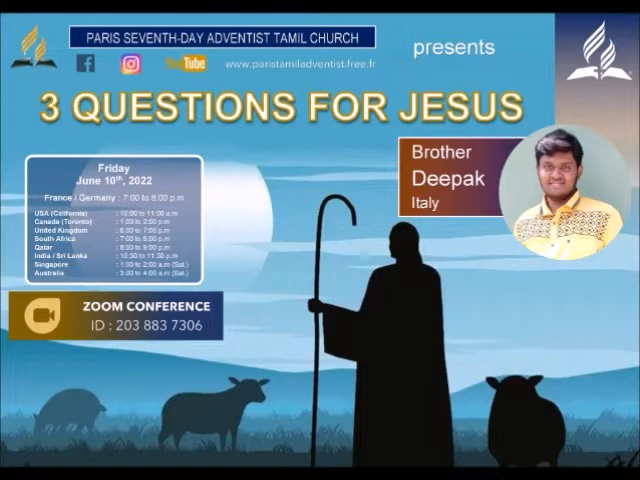 PARIS SEVENTH-DAY ADVENTIST TAMIL CHURCH
presents
YouTube
www.paristamiladventist.free.fr
3 QUESTIONS FOR JESUS
Brother
Deepak
Italy
Friday
June 10th, 2022
France / Germany : 7:00 to 8:00 p.m
USA (California) : 10:00 to 11:00 a.m
Canada (Toronto) : 1:00 to 2:00 p.m
United Kingdom : 6:00 to 7:00 p.m
South Africa : 7:00 to 8:00 p.m
Qatar : 8:00 to 9:00 p.m
India / Sri Lanka : 10:30 to 11:30 p.m
Singapore : 1:00 to 2:00 a.m (Sat.)
Australia : 3:00 to 4:00 a.m (Sat.)
ZOOM CONFERENCE
ID : 203 883 7306